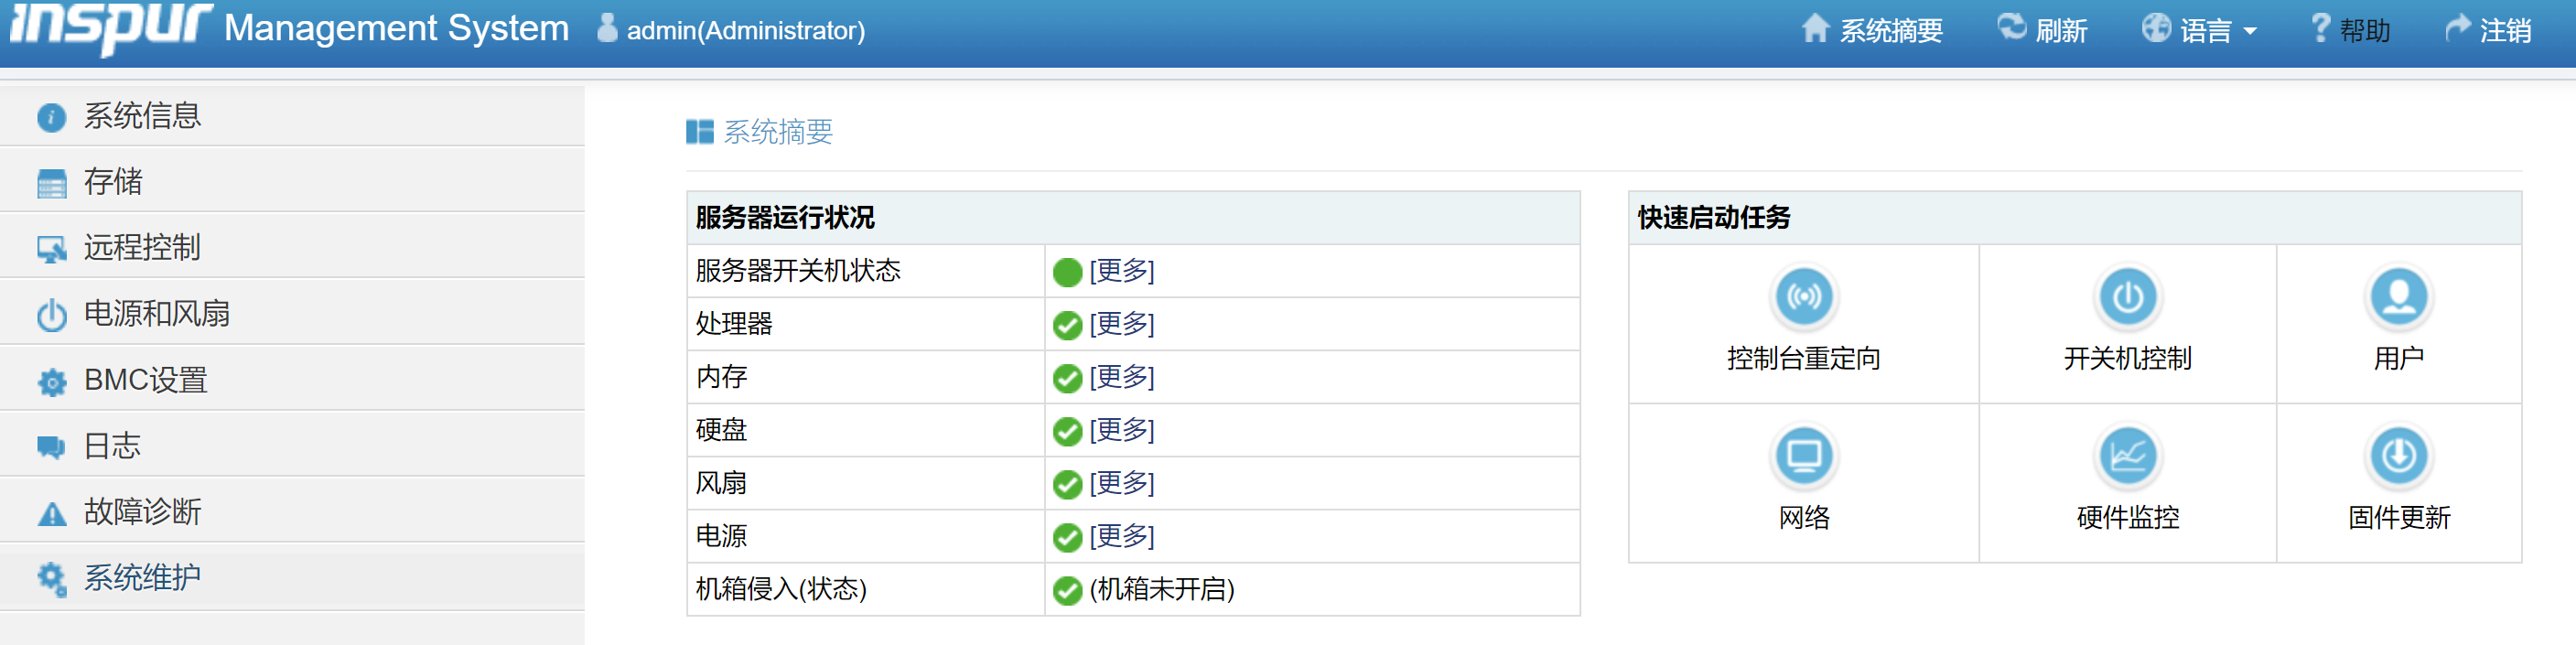 inspur Management System admin(Administrator) 系统摘要 刷新 语言 帮助 注销
系统信息
存储
远程控制
电源和风扇
BMC设置
日志
故障诊断
系统维护
系统摘要
服务器运行状况
服务器开关机状态 [更多]
处理器 [更多]
内存 [更多]
硬盘 [更多]
风扇 [更多]
电源 [更多]
机箱侵入(状态) (机箱未开启)
快速启动任务
控制台重定向 开关机控制 用户
网络 硬件监控 固件更新